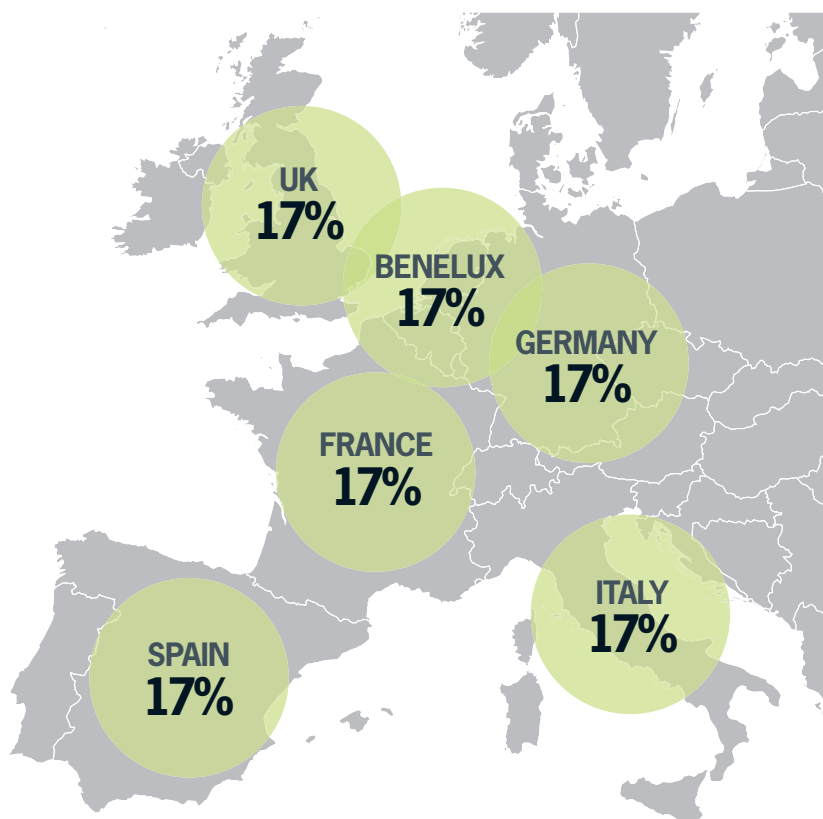 UK
17%
BENELUX
17%
GERMANY
17%
FRANCE
17%
ITALY
17%
SPAIN
17%